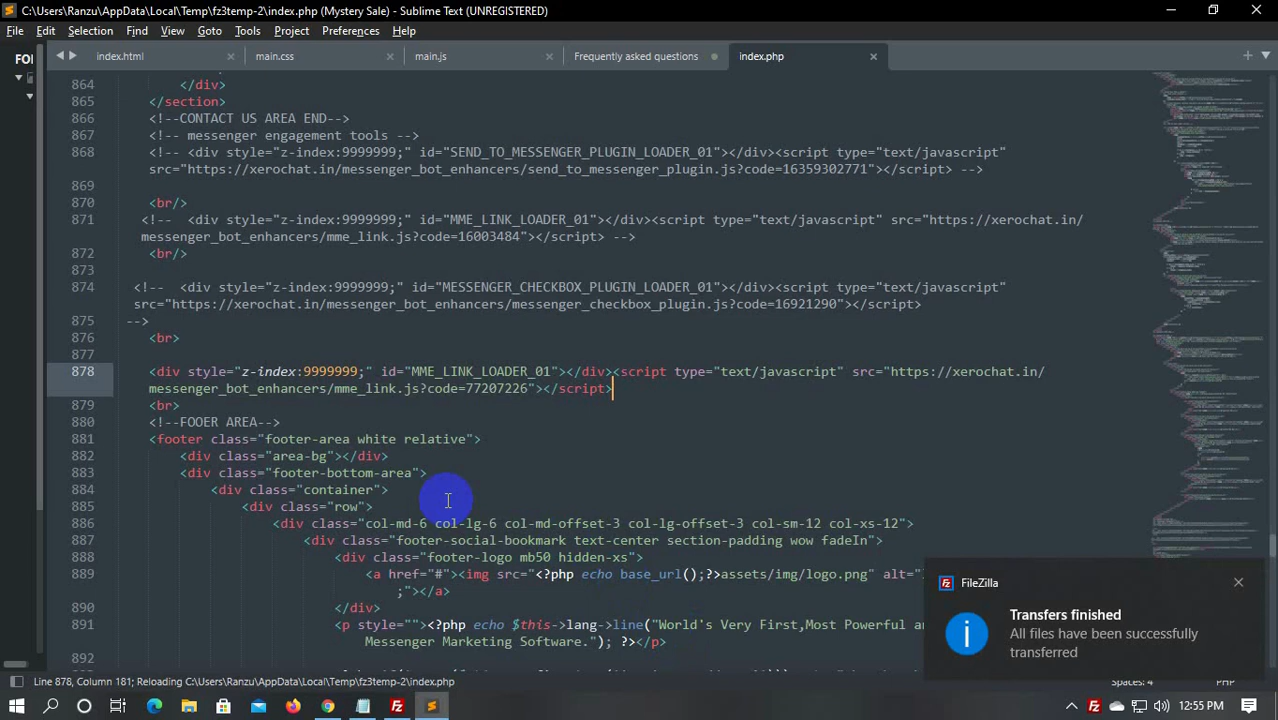 C:\Users\Ranzu\AppData\Local\Temp\fz3temp-2\index.php (Mystery Sale) - Sublime Text (UNREGISTERED)
File Edit Selection Find View Goto Tools Project Preferences Help
FO
index.html
main.css
main.js
Frequently asked questions
index.php
864 </div>
865 </section>
866 <!--CONTACT US AREA END-->
867 <!-- messenger engagement tools -->
868 <!-- <div style="z-index:9999999;" id="SEND_TO_MESSENGER_PLUGIN_LOADER_01"></div><script type="text/javascript"
src="https://xerochat.in/messenger_bot_enhancers/send_to_messenger_plugin.js?code=16359302771"></script> -->
869
870 <br/>
871 <!-- <div style="z-index:9999999;" id="MME_LINK_LOADER_01"></div><script type="text/javascript" src="https://xerochat.in/
messenger_bot_enhancers/mme_link.js?code=16003484"></script> -->
872 <br/>
873
874 <!-- <div style="z-index:9999999;" id="MESSENGER_CHECKBOX_PLUGIN_LOADER_01"></div><script type="text/javascript"
src="https://xerochat.in/messenger_bot_enhancers/messenger_checkbox_plugin.js?code=16921290"></script>
875 -->
876 <br>
877
878 <div style="z-index:9999999;" id="MME_LINK_LOADER_01"></div><script type="text/javascript" src="https://xerochat.in/
messenger_bot_enhancers/mme_link.js?code=77207226"></script>
879 <br>
880 <!--FOOER AREA-->
881 <footer class="footer-area white relative">
882 <div class="area-bg"></div>
883 <div class="footer-bottom-area">
884 <div class="container">
885 <div class="row">
886 <div class="col-md-6 col-lg-6 col-md-offset-3 col-lg-offset-3 col-sm-12 col-xs-12">
887 <div class="footer-social-bookmark text-center section-padding wow fadeIn">
888 <div class="footer-logo mb50 hidden-xs">
889 <a href="#"><img src="<?php echo base_url();?>assets/img/logo.png" alt="
;"></a>
890 </div>
891 <p style=""><?php echo $this->lang->line("World's Very First,Most Powerful a
Messenger Marketing Software."); ?></p>
892
FileZilla
Transfers finished
All files have been successfully
transferred
Line 878, Column 181; Reloading C:\Users\Ranzu\AppData\Local\Temp\fz3temp-2\index.php
Spaces: 4
PHP
12:55 PM